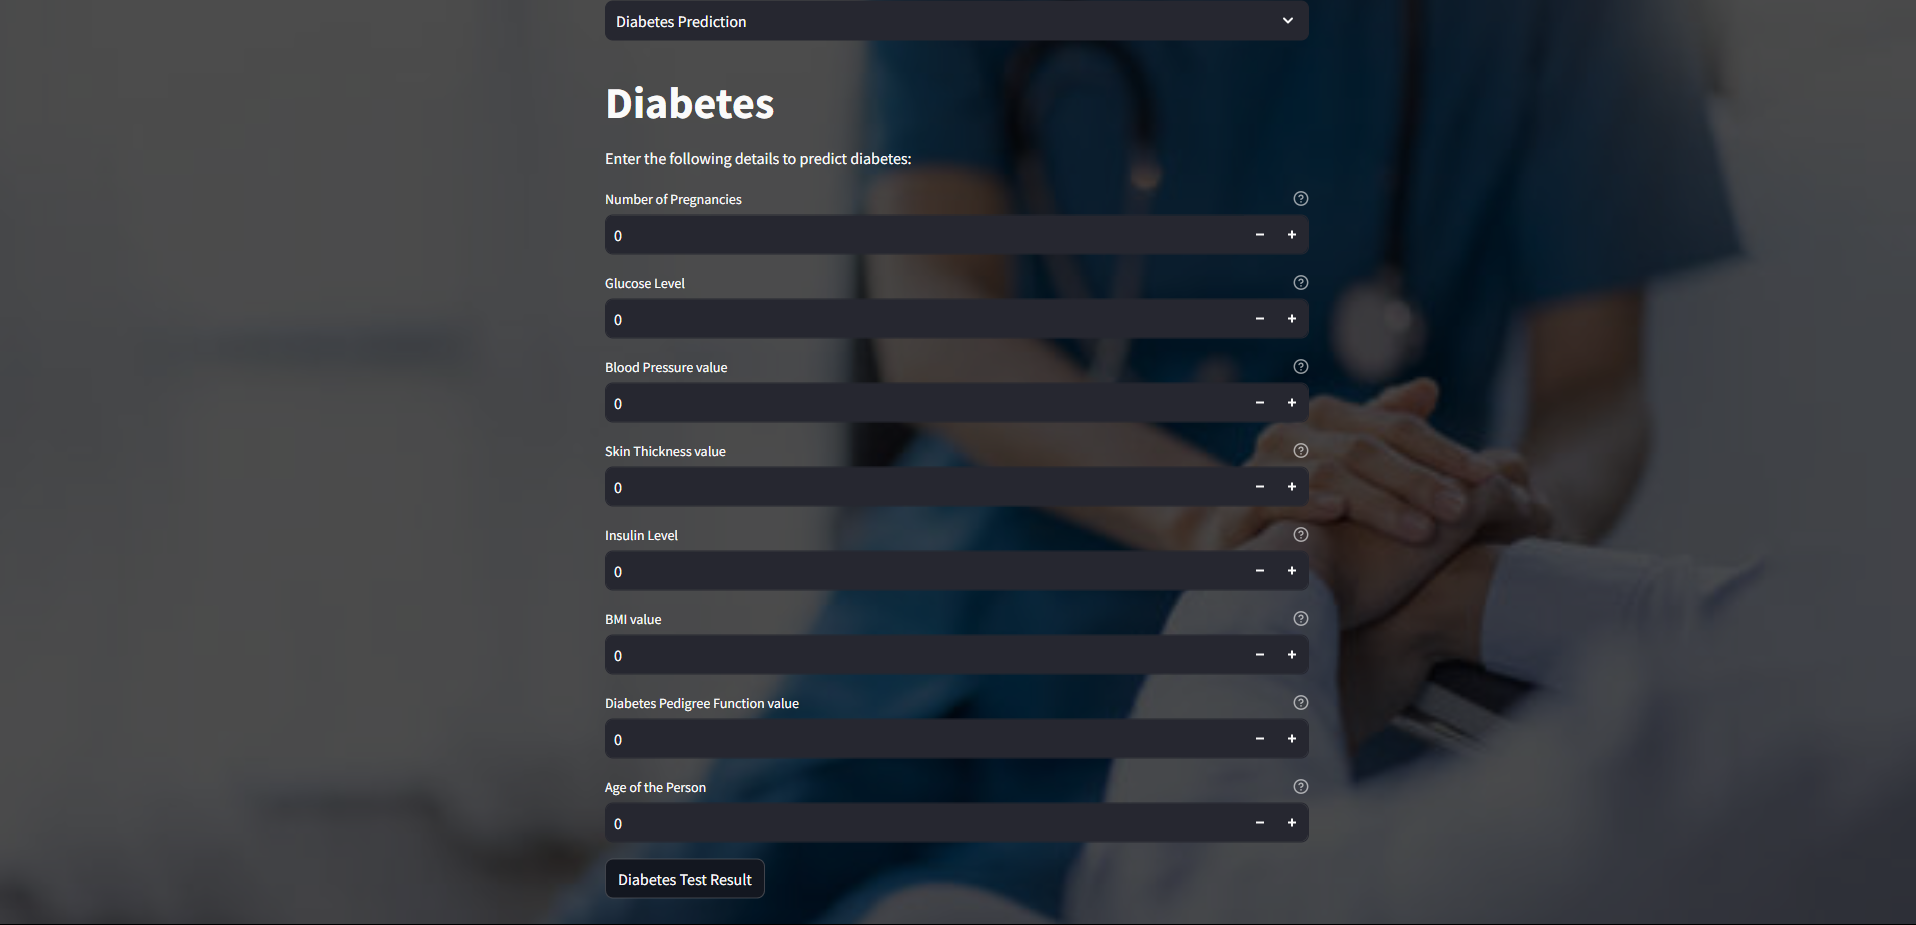 Diabetes Prediction
Diabetes
Enter the following details to predict diabetes:
Number of Pregnancies
0
Glucose Level
0
Blood Pressure value
0
Skin Thickness value
0
Insulin Level
0
BMI value
0
Diabetes Pedigree Function value
0
Age of the Person
0
Diabetes Test Result